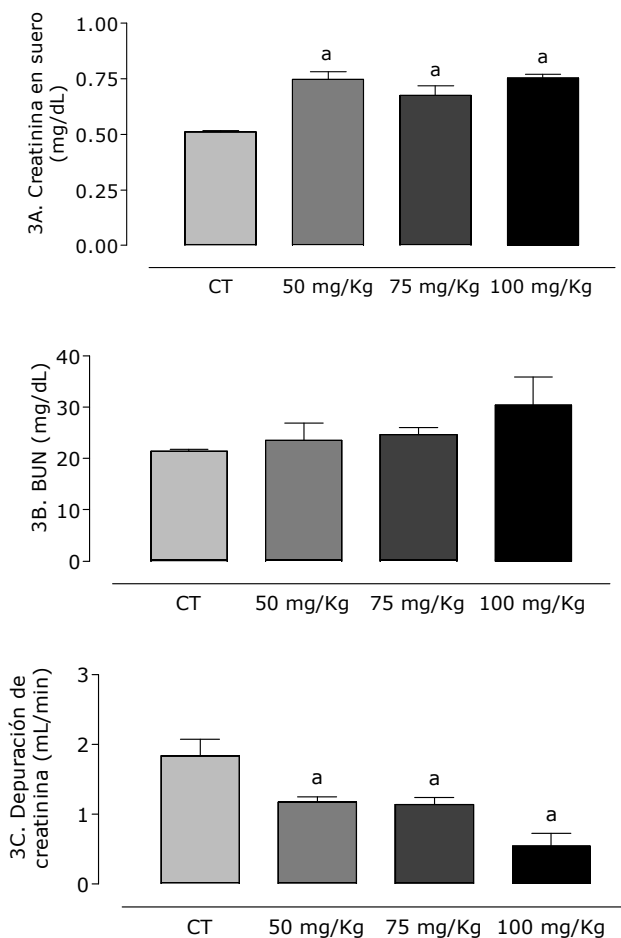 3A. Creatinina en suero
(mg/dL)
1.00
0.75
0.50
0.25
0.00
a
a
a
CT
50 mg/Kg
75 mg/Kg
100 mg/Kg
3B. BUN (mg/dL)
40
30
20
10
0
CT
50 mg/Kg
75 mg/Kg
100 mg/Kg
3C. Depuración de
creatinina (mL/min)
3
2
1
0
a
a
a
CT
50 mg/Kg
75 mg/Kg
100 mg/Kg